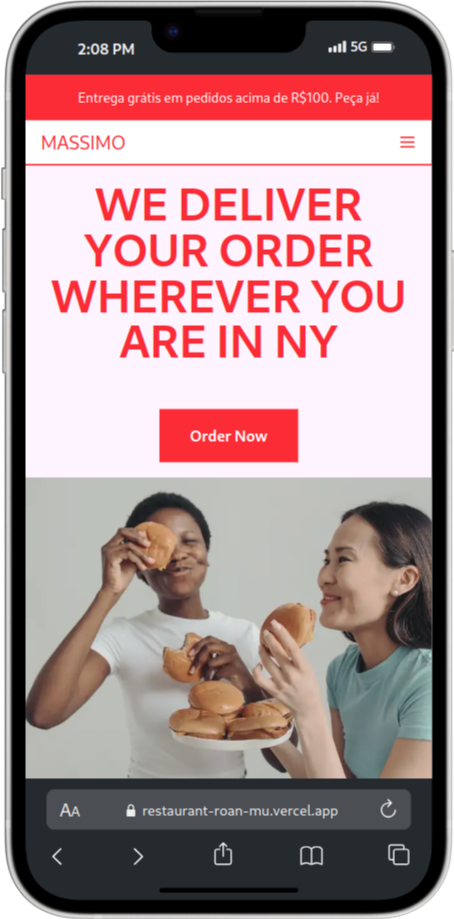 2:08 PM
5G
Entrega grátis em pedidos acima de R$100. Peça já!
MASSIMO
WE DELIVER
YOUR ORDER
WHEREVER YOU
ARE IN NY
Order Now
AA
restaurant-roan-mu.vercel.app